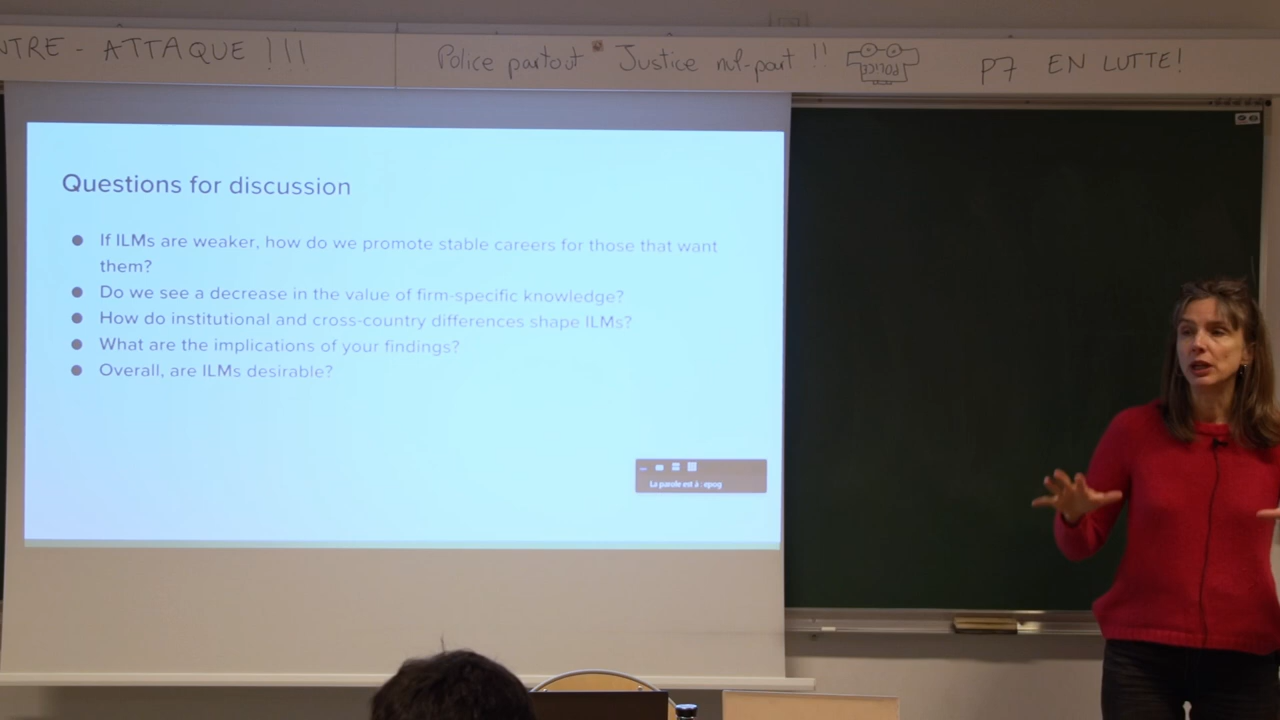 NTRE - ATTAQUE !!!
Police partout Justice nul-part !!
POLICE
P7 EN LUTTE!
Questions for discussion
If ILMs are weaker, how do we promote stable careers for those that want
them?
Do we see a decrease in the value of firm-specific knowledge?
How do institutional and cross-country differences shape ILMs?
What are the implications of your findings?
Overall, are ILMs desirable?
La parole est à : epog